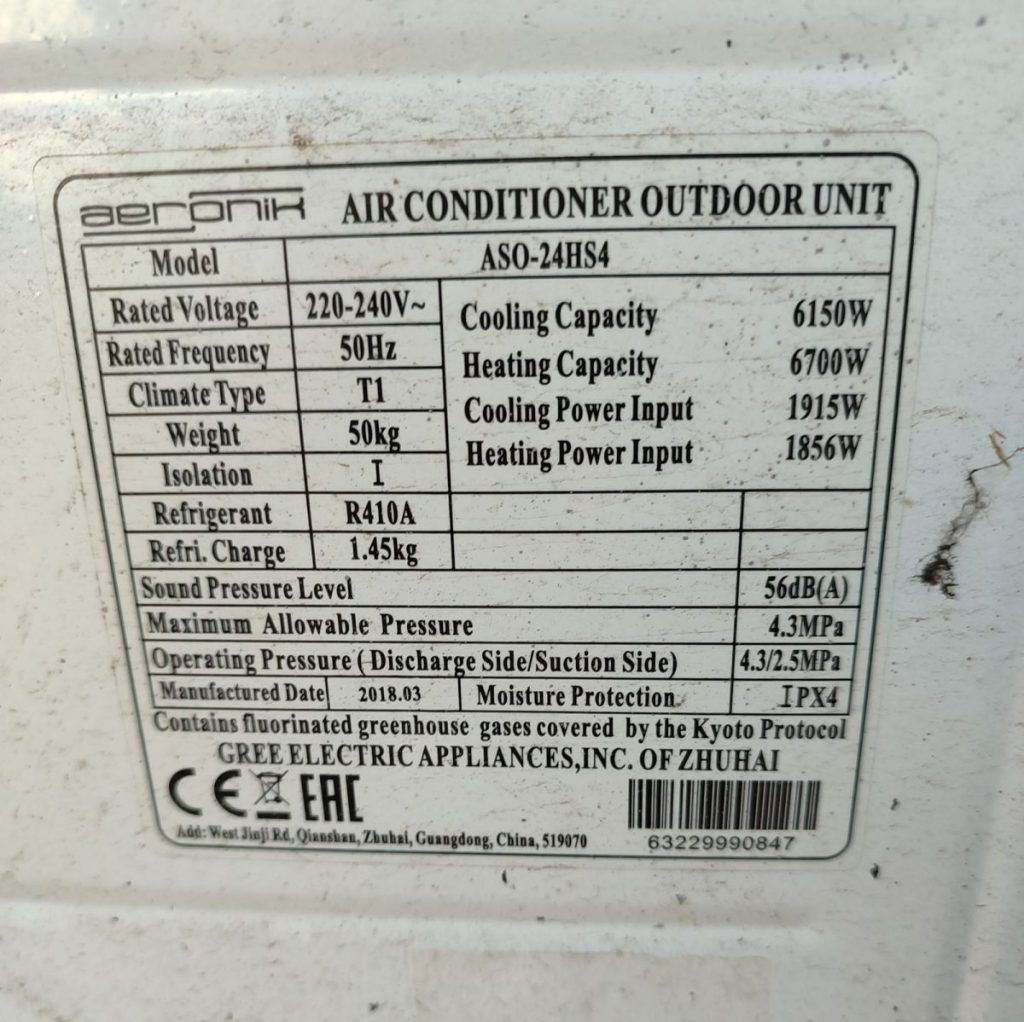 aeronik AIR CONDITIONER OUTDOOR UNIT
Model ASO-24HS4
Rated Voltage 220-240V~ Cooling Capacity 6150W
Rated Frequency 50Hz Heating Capacity 6700W
Climate Type T1 Cooling Power Input 1915W
Weight 50kg Heating Power Input 1856W
Isolation I
Refrigerant R410A
Refri. Charge 1.45kg
Sound Pressure Level 56dB(A)
Maximum Allowable Pressure 4.3MPa
Operating Pressure (Discharge Side/Suction Side) 4.3/2.5MPa
Manufactured Date 2018.03 Moisture Protection IPX4
Contains fluorinated greenhouse gases covered by the Kyoto Protocol
GREE ELECTRIC APPLIANCES,INC. OF ZHUHAI
CE EAC
Add: West Jinji Rd, Qianshan, Zhuhai, Guangdong, China, 519070
63229990847